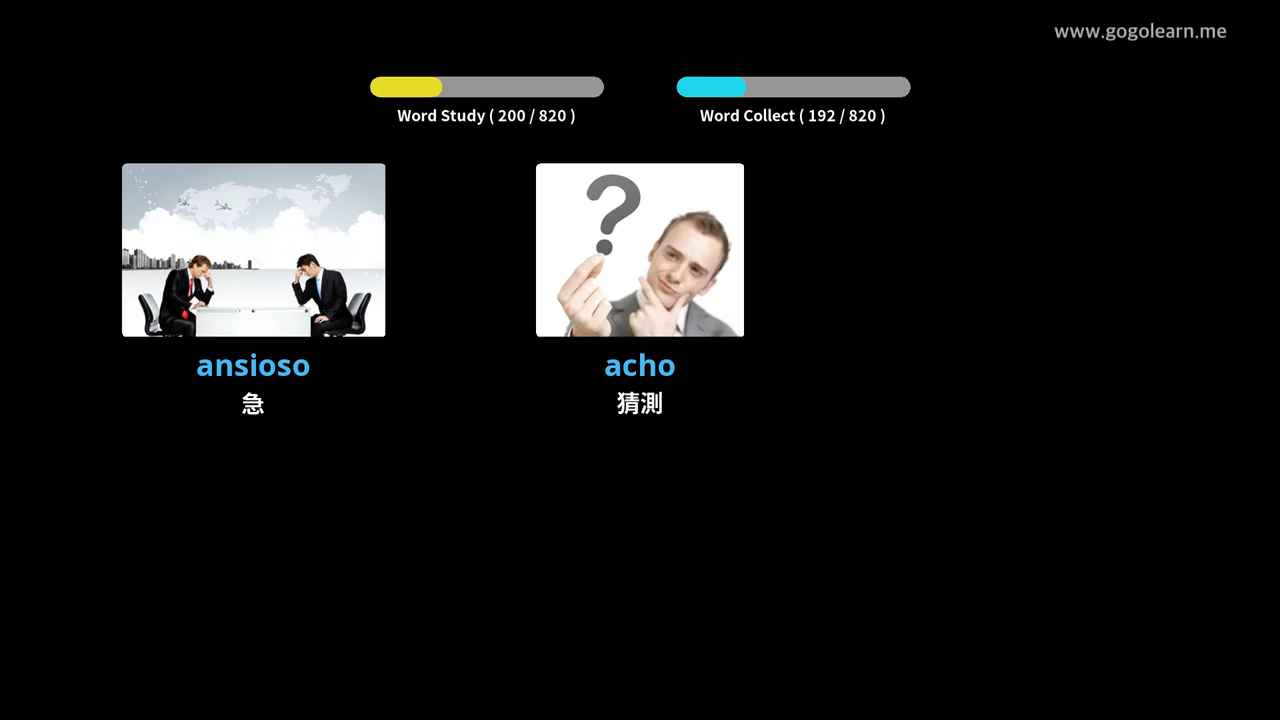 www.gogolearn.me
Word Study ( 200 / 820 )
Word Collect ( 192 / 820 )
ansioso
急
acho
猜測